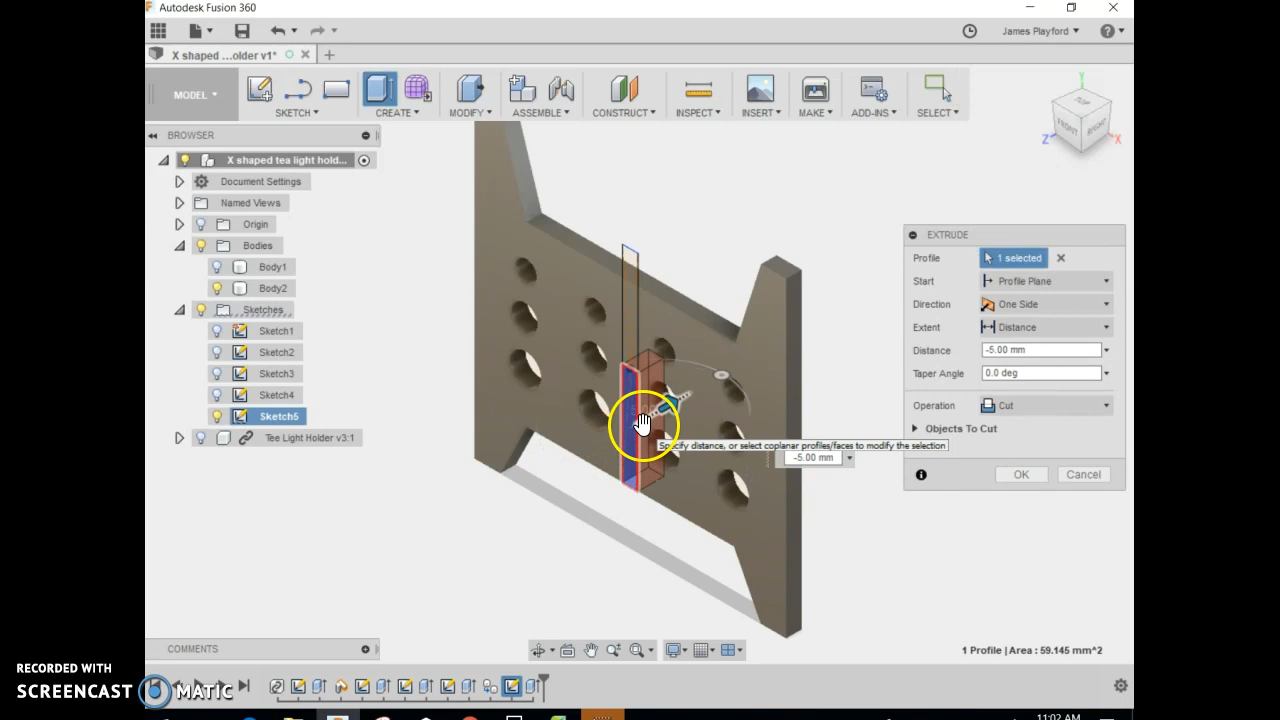 Autodesk Fusion 360
James Playford
X shaped ...older v1*
MODEL
SKETCH
CREATE
MODIFY
ASSEMBLE
CONSTRUCT
INSPECT
INSERT
MAKE
ADD-INS
SELECT
BROWSER
X shaped tea light hold...
Document Settings
Named Views
Origin
Bodies
Body1
Body2
Sketches
Sketch1
Sketch2
Sketch3
Sketch4
Sketch5
Tee Light Holder v3:1
TOP
FRONT
RIGHT
Y
Z
X
EXTRUDE
Profile 1 selected
Start Profile Plane
Direction One Side
Extent Distance
Distance -5.00 mm
Taper Angle 0.0 deg
Operation Cut
Objects To Cut
OK Cancel
Specify distance, or select coplanar profiles/faces to modify the selection
-5.00 mm
COMMENTS
1 Profile | Area : 59.145 mm^2
RECORDED WITH
SCREENCAST MATIC
11:02 AM